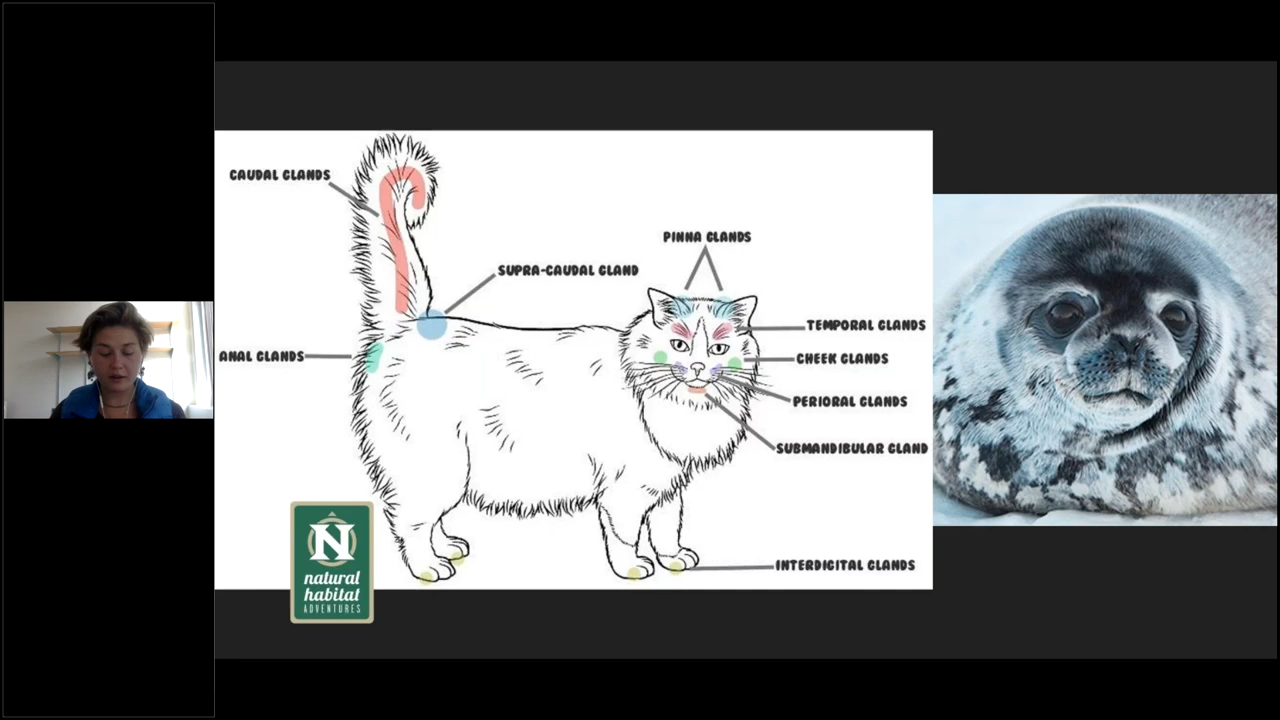 CAUDAL GLANDS
PINNA GLANDS
SUPRA-CAUDAL GLAND
TEMPORAL GLANDS
ANAL GLANDS
CHEEK GLANDS
PERIORAL GLANDS
SUBMANDIBULAR GLAND
INTERDIGITAL GLANDS
N
natural
habitat
ADVENTURES